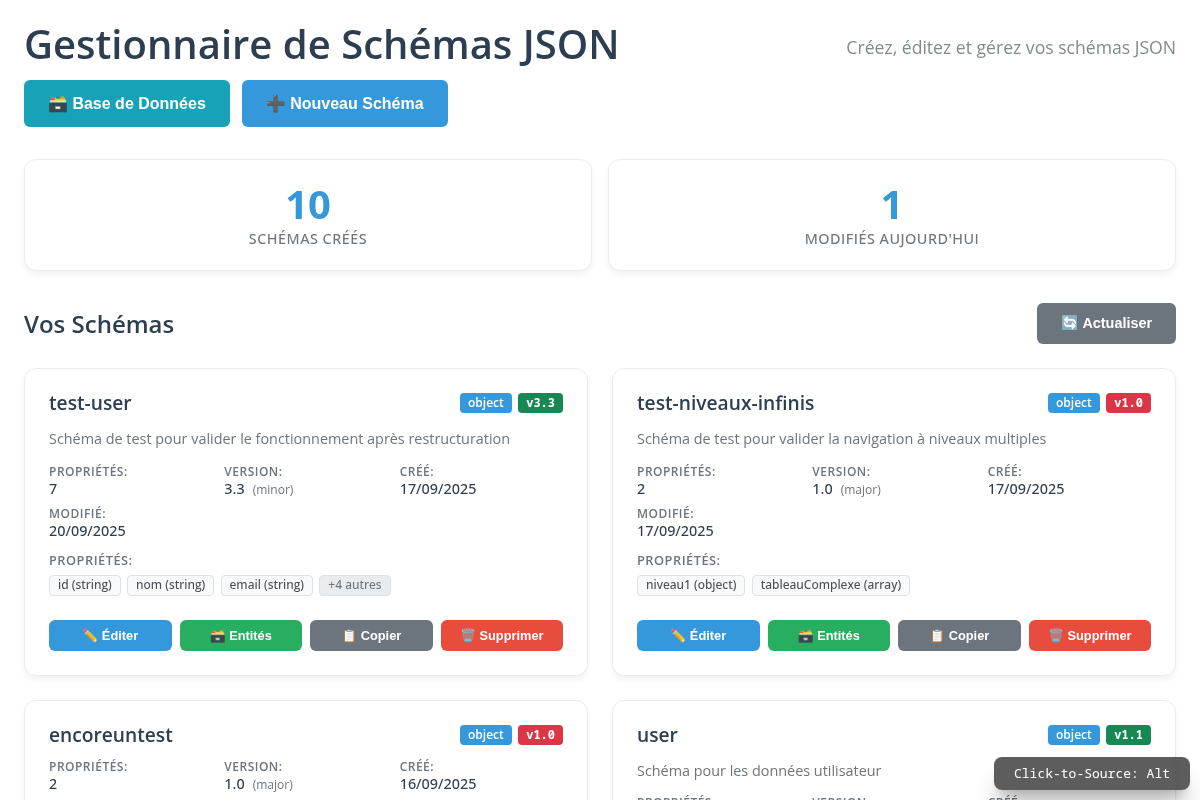 Gestionnaire de Schémas JSON
Créez, éditez et gérez vos schémas JSON
Base de Données
Nouveau Schéma
10
SCHÉMAS CRÉÉS
1
MODIFIÉS AUJOURD'HUI
Vos Schémas
Actualiser
test-user
object v3.3
Schéma de test pour valider le fonctionnement après restructuration
PROPRIÉTÉS: VERSION: CRÉÉ:
7 3.3 (minor) 17/09/2025
MODIFIÉ:
20/09/2025
PROPRIÉTÉS:
id (string) nom (string) email (string) +4 autres
Éditer Entités Copier Supprimer
test-niveaux-infinis
object v1.0
Schéma de test pour valider la navigation à niveaux multiples
PROPRIÉTÉS: VERSION: CRÉÉ:
2 1.0 (major) 17/09/2025
MODIFIÉ:
17/09/2025
PROPRIÉTÉS:
niveau1 (object) tableauComplexe (array)
Éditer Entités Copier Supprimer
encoreuntest
object v1.0
PROPRIÉTÉS: VERSION: CRÉÉ:
2 1.0 (major) 16/09/2025
user
object v1.1
Schéma pour les données utilisateur
Click-to-Source: Alt